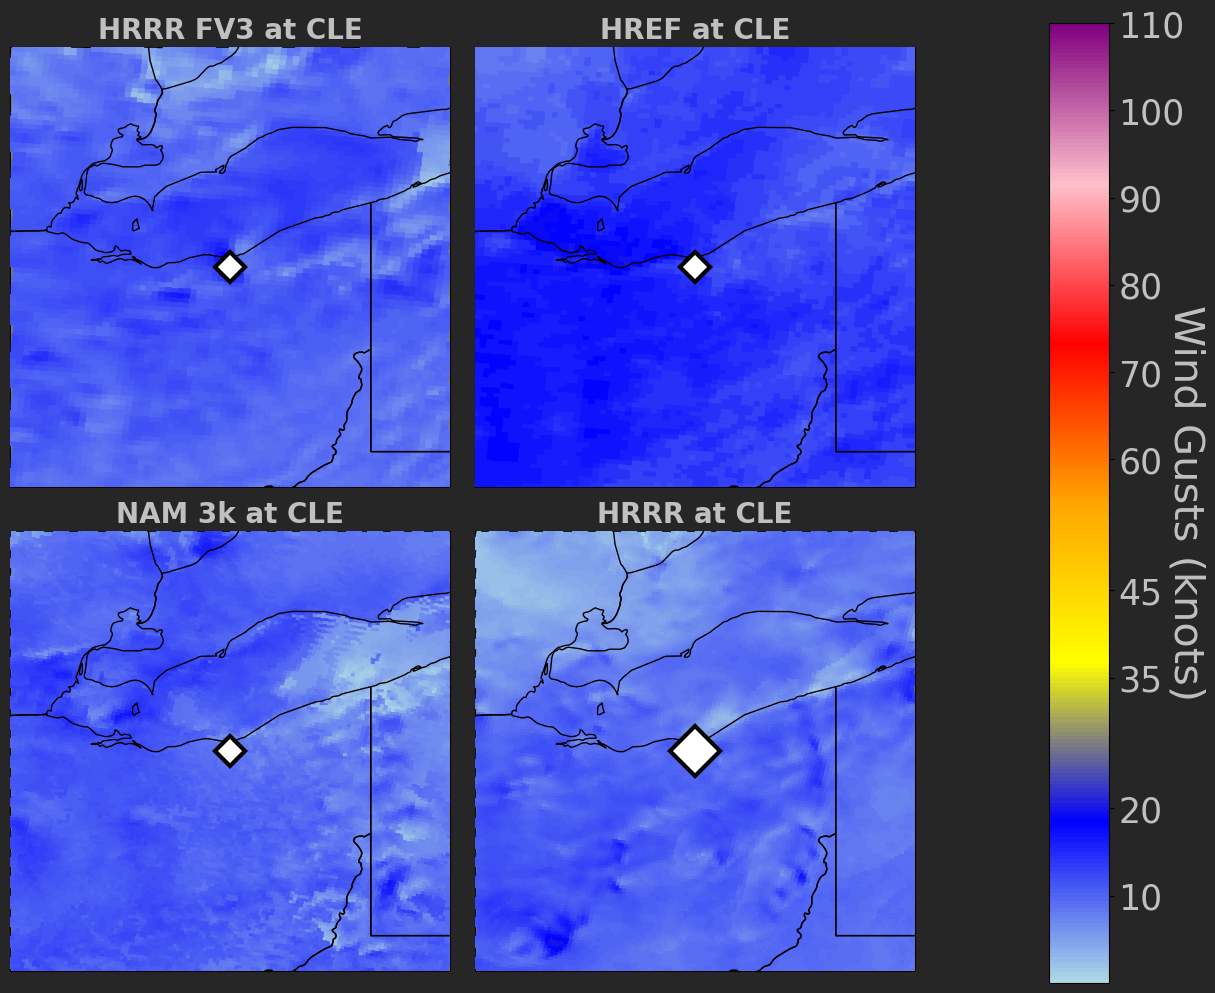 HRRR FV3 at CLE
HREF at CLE
NAM 3k at CLE
HRRR at CLE
110
100
90
80
70
60
45
35
20
10
Wind Gusts (knots)